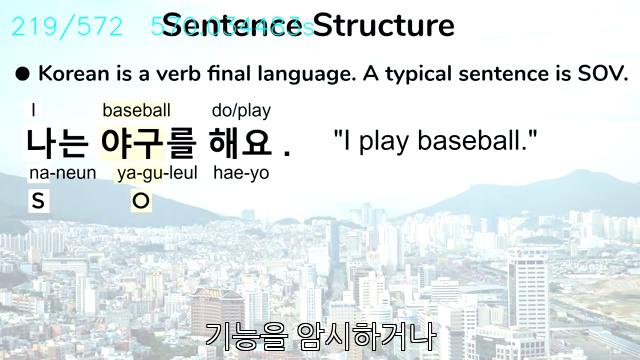 219/572
Sentence Structure
● Korean is a verb final language. A typical sentence is SOV.
I baseball do/play
나는 야구를 해요 . "I play baseball."
na-neun ya-gu-leul hae-yo
S O
기능을 암시하거나